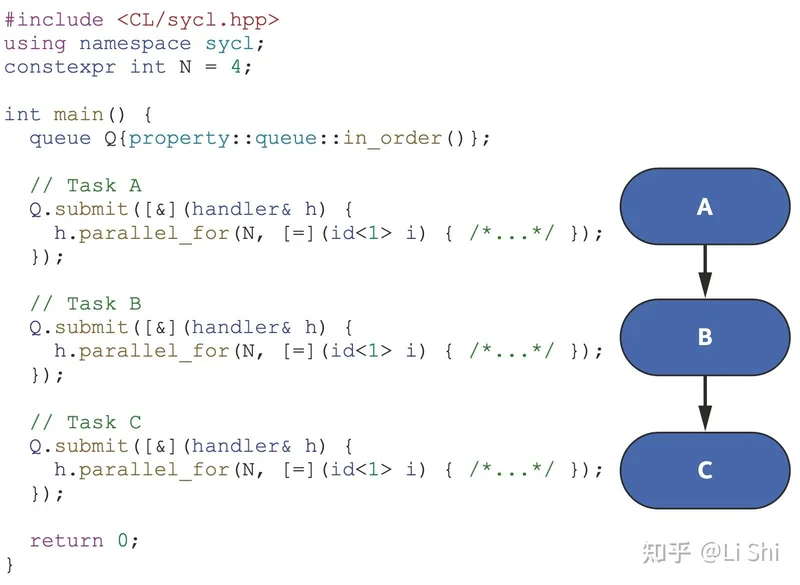 #include <CL/sycl.hpp>
using namespace sycl;
constexpr int N = 4;

int main() {
  queue Q{property::queue::in_order()};

  // Task A
  Q.submit([&](handler& h) {
    h.parallel_for(N, [=](id<1> i) { /*...*/ });
  });

  // Task B
  Q.submit([&](handler& h) {
    h.parallel_for(N, [=](id<1> i) { /*...*/ });
  });

  // Task C
  Q.submit([&](handler& h) {
    h.parallel_for(N, [=](id<1> i) { /*...*/ });
  });

  return 0;
}
A
B
C
知乎 @Li Shi